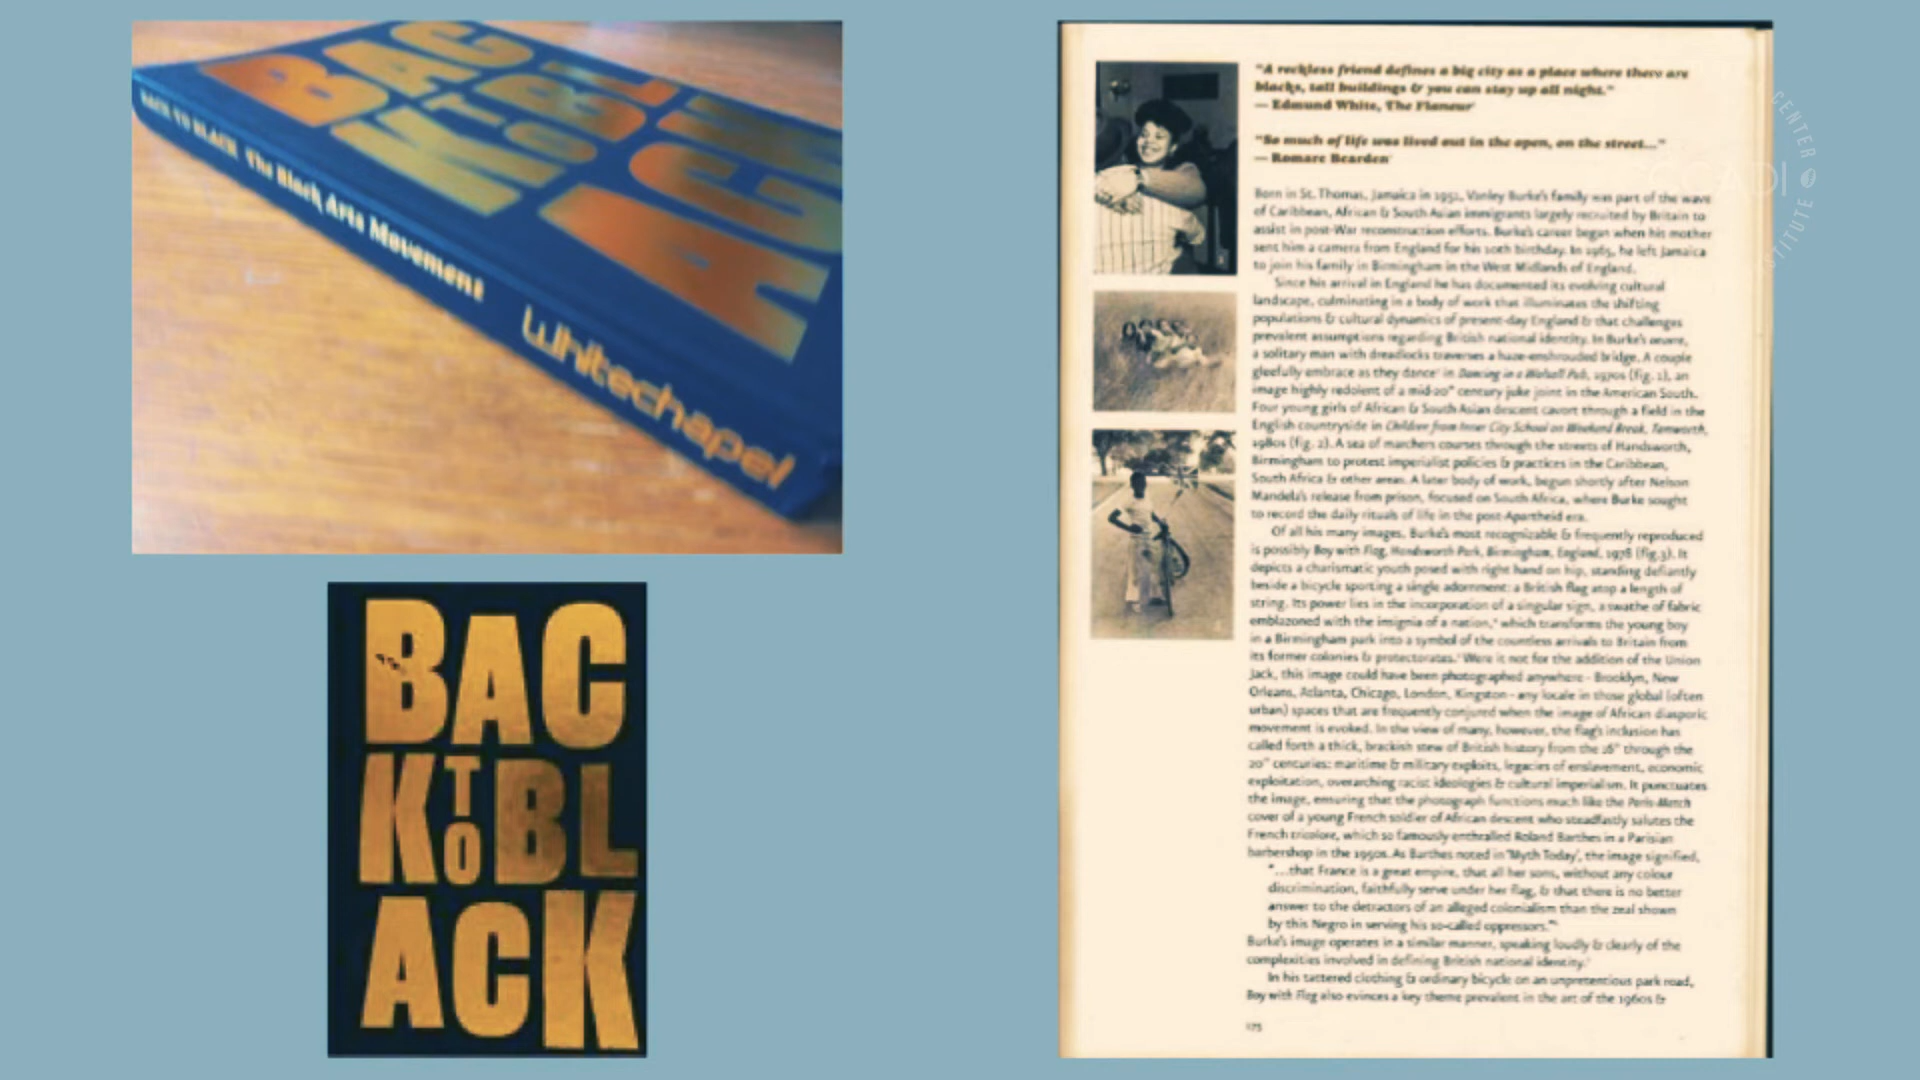 BAC
K TO BL
ACK
BACK TO BLACK The Black Arts Movement
Whitechapel
BAC
K TO BL
ACK
"A reckless friend defines a big city as a place where there are
blacks, tall buildings & you can stay up all night."
— Edmund White, The Flaneur
"So much of life was lived out in the open, on the street..."
— Romare Bearden
Born in St. Thomas, Jamaica in 1951, Vanley Burke's family was part of the wave
of Caribbean, African & South Asian immigrants largely recruited by Britain to
assist in post-War reconstruction efforts. Burke's career began when his mother
sent him a camera from England for his 10th birthday. In 1965, he left Jamaica
to join his family in Birmingham in the West Midlands of England.
Since his arrival in England he has documented its evolving cultural
landscape, culminating in a body of work that illuminates the shifting
populations & cultural dynamics of present-day England & that challenges
prevalent assumptions regarding British national identity. In Burke's oeuvre,
a solitary man with dreadlocks traverses a haze-enshrouded bridge. A couple
gleefully embrace as they dance in Dancing in a Walsall Pub, 1970s (fig. 1), an
image highly redolent of a mid-20th century juke joint in the American South.
Four young girls of African & South Asian descent cavort through a field in the
English countryside in Children from Inner City School on Weekend Break, Tamworth,
1980s (fig. 2). A sea of marchers courses through the streets of Handsworth,
Birmingham to protest imperialist policies & practices in the Caribbean,
South Africa & other areas. A later body of work, begun shortly after Nelson
Mandela's release from prison, focused on South Africa, where Burke sought
to record the daily rituals of life in the post-Apartheid era.
Of all his many images, Burke's most recognizable & frequently reproduced
is possibly Boy with Flag, Handsworth Park, Birmingham, England, 1978 (fig.3). It
depicts a charismatic youth posed with right hand on hip, standing defiantly
beside a bicycle sporting a single adornment: a British flag atop a length of
string. Its power lies in the incorporation of a singular sign, a swathe of fabric
emblazoned with the insignia of a nation, which transforms the young boy
in a Birmingham park into a symbol of the countless arrivals to Britain from
its former colonies & protectorates. Were it not for the addition of the Union
Jack, this image could have been photographed anywhere - Brooklyn, New
Orleans, Atlanta, Chicago, London, Kingston - any locale in those global (often
urban) spaces that are frequently conjured when the image of African diasporic
movement is evoked. In the view of many, however, the flag's inclusion has
called forth a thick, brackish stew of British history from the 16th through the
20th centuries: maritime & military exploits, legacies of enslavement, economic
exploitation, overarching racist ideologies & cultural imperialism. It punctuates
the image, ensuring that the photograph functions much like the Paris-Match
cover of a young French soldier of African descent who steadfastly salutes the
French tricolore, which so famously enthralled Roland Barthes in a Parisian
barbershop in the 1950s. As Barthes noted in 'Myth Today', the image signified,
"...that France is a great empire, that all her sons, without any colour
discrimination, faithfully serve under her flag, & that there is no better
answer to the detractors of an alleged colonialism than the zeal shown
by this Negro in serving his so-called oppressors."
Burke's image operates in a similar manner, speaking loudly & clearly of the
complexities involved in defining British national identity.
In his tattered clothing & ordinary bicycle on an unpretentious park road,
Boy with Flag also evinces a key theme prevalent in the art of the 1960s &
175
CENTER